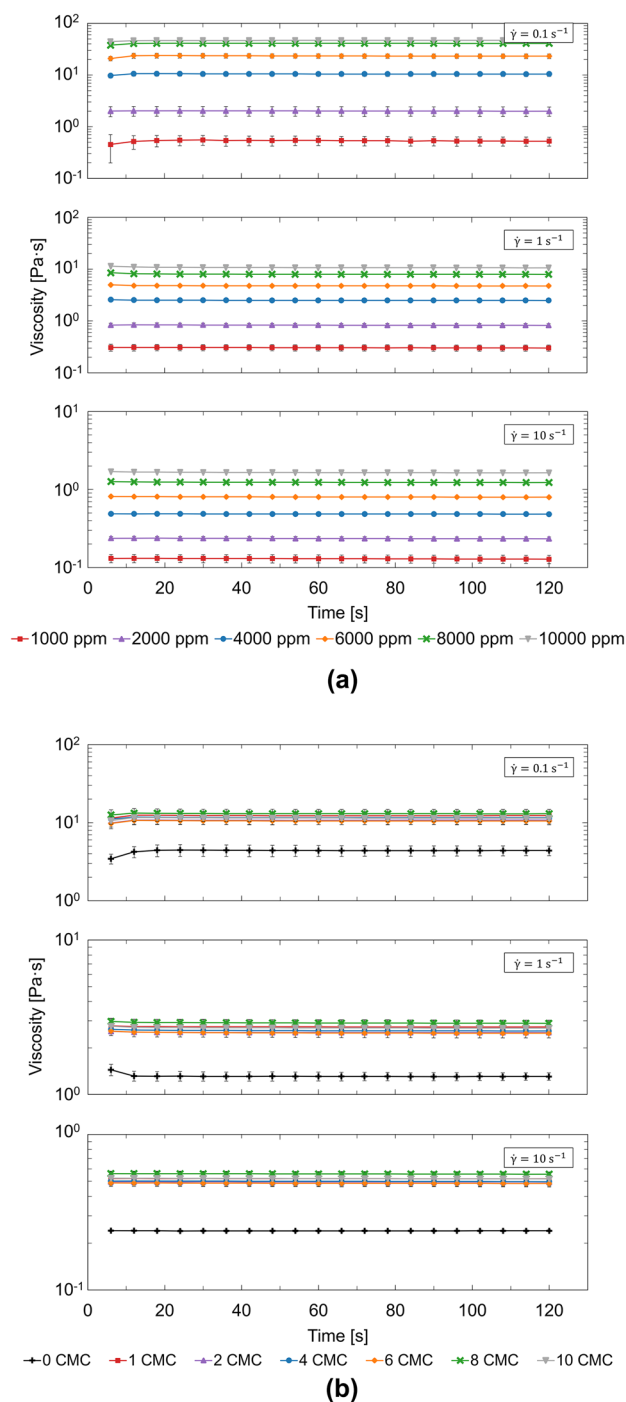 10²
γ̇ = 0.1 s⁻¹
10¹
10⁰
10⁻¹
10²
γ̇ = 1 s⁻¹
10¹
10⁰
10⁻¹
Viscosity [Pa·s]
10¹
γ̇ = 10 s⁻¹
10⁰
10⁻¹
0 20 40 60 80 100 120
Time [s]
1000 ppm 2000 ppm 4000 ppm 6000 ppm 8000 ppm 10000 ppm
(a)
10²
γ̇ = 0.1 s⁻¹
10¹
10⁰
10¹
γ̇ = 1 s⁻¹
Viscosity [Pa·s]
10⁰
10⁰
γ̇ = 10 s⁻¹
10⁻¹
0 20 40 60 80 100 120
Time [s]
0 CMC 1 CMC 2 CMC 4 CMC 6 CMC 8 CMC 10 CMC
(b)